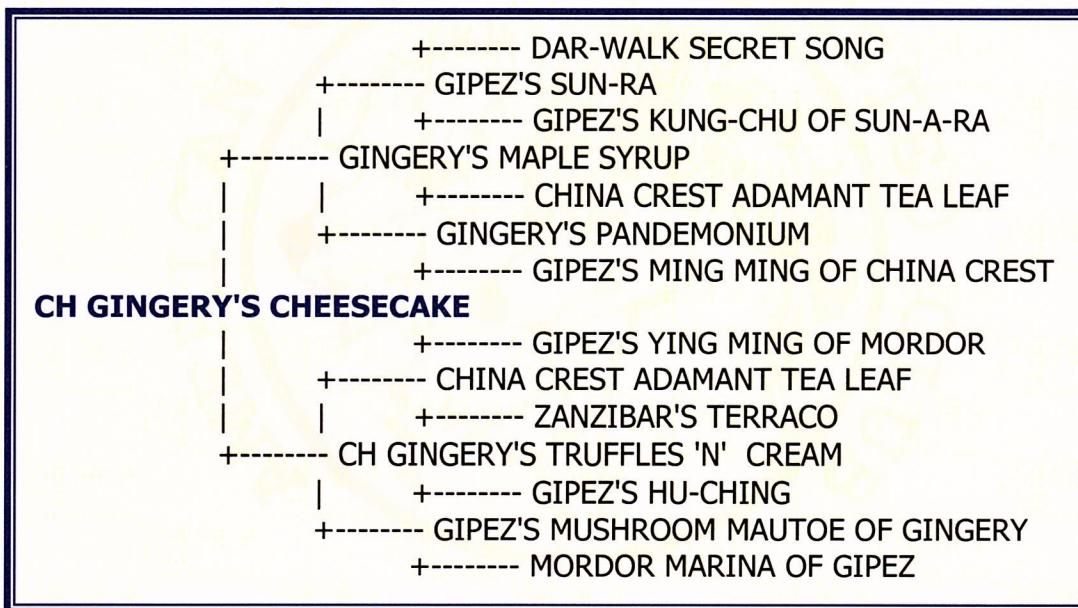 +-------- DAR-WALK SECRET SONG
+-------- GIPEZ'S SUN-RA
| +-------- GIPEZ'S KUNG-CHU OF SUN-A-RA
+-------- GINGERY'S MAPLE SYRUP
| | +-------- CHINA CREST ADAMANT TEA LEAF
| +-------- GINGERY'S PANDEMONIUM
| +-------- GIPEZ'S MING MING OF CHINA CREST
CH GINGERY'S CHEESECAKE
| +-------- GIPEZ'S YING MING OF MORDOR
| +-------- CHINA CREST ADAMANT TEA LEAF
| | +-------- ZANZIBAR'S TERRACO
+-------- CH GINGERY'S TRUFFLES 'N' CREAM
| +-------- GIPEZ'S HU-CHING
+-------- GIPEZ'S MUSHROOM MAUTOE OF GINGERY
+-------- MORDOR MARINA OF GIPEZ